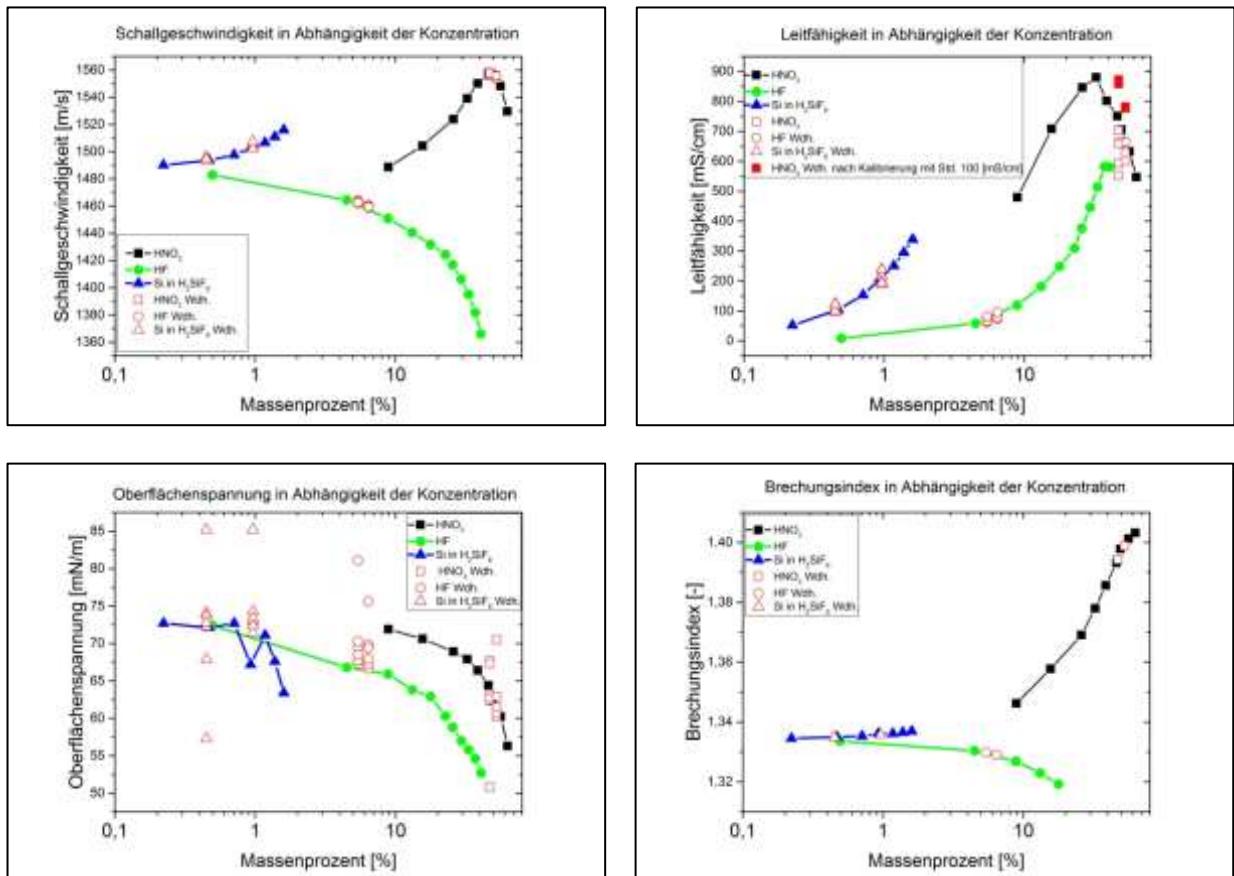 Schallgeschwindigkeit in Abhängigkeit der Konzentration
Schallgeschwindigkeit [m/s]
1560
1540
1520
1500
1480
1460
1440
1420
1400
1380
1360
HNO₃
HF
Si in H₂SiF₆
HNO₃ Wdh.
HF Wdh.
Si in H₂SiF₆ Wdh.
0,1 1 10
Massenprozent [%]
Leitfähigkeit in Abhängigkeit der Konzentration
Leitfähigkeit [mS/cm]
900
800
700
600
500
400
300
200
100
0
HNO₃
HF
Si in H₂SiF₆
HNO₃
HF Wdh.
Si in H₂SiF₆ Wdh.
HNO₃ Wdh. nach Kalibrierung mit Std. 100 [mS/cm]
0,1 1 10
Massenprozent [%]
Oberflächenspannung in Abhängigkeit der Konzentration
Oberflächenspannung [mN/m]
85
80
75
70
65
60
55
50
HNO₃
HF
Si in H₂SiF₆
HNO₃ Wdh.
HF Wdh.
Si in H₂SiF₆ Wdh.
0,1 1 10
Massenprozent [%]
Brechungsindex in Abhängigkeit der Konzentration
Brechungsindex [-]
1,40
1,38
1,36
1,34
1,32
HNO₃
HF
Si in H₂SiF₆
HNO₃ Wdh.
HF Wdh.
Si in H₂SiF₆ Wdh.
0,1 1 10
Massenprozent [%]